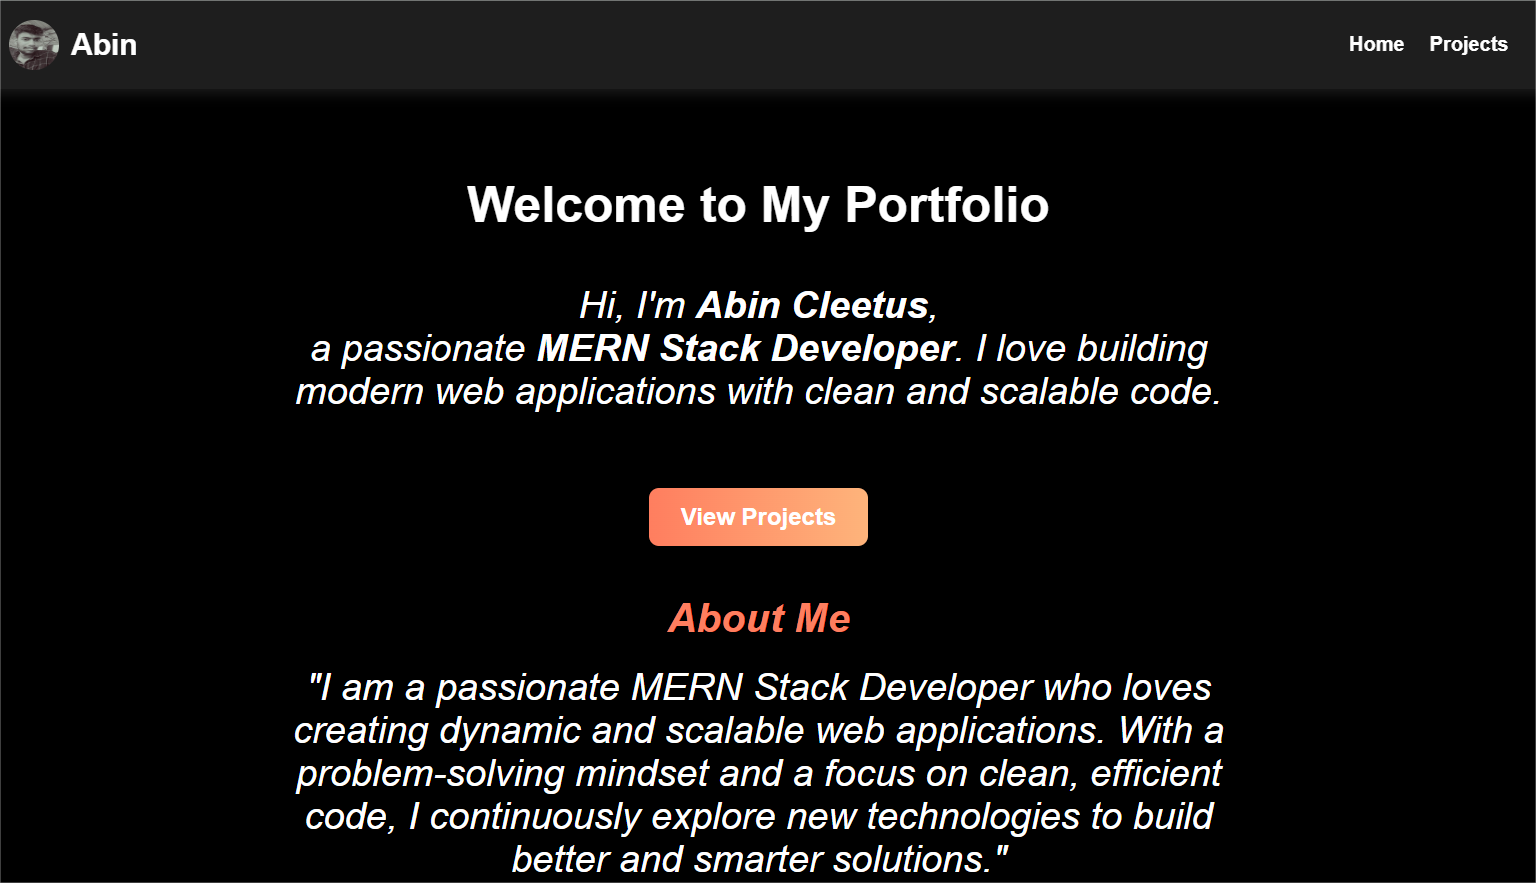 Abin
Home Projects
Welcome to My Portfolio
Hi, I'm Abin Cleetus,
a passionate MERN Stack Developer. I love building
modern web applications with clean and scalable code.
View Projects
About Me
"I am a passionate MERN Stack Developer who loves
creating dynamic and scalable web applications. With a
problem-solving mindset and a focus on clean, efficient
code, I continuously explore new technologies to build
better and smarter solutions."